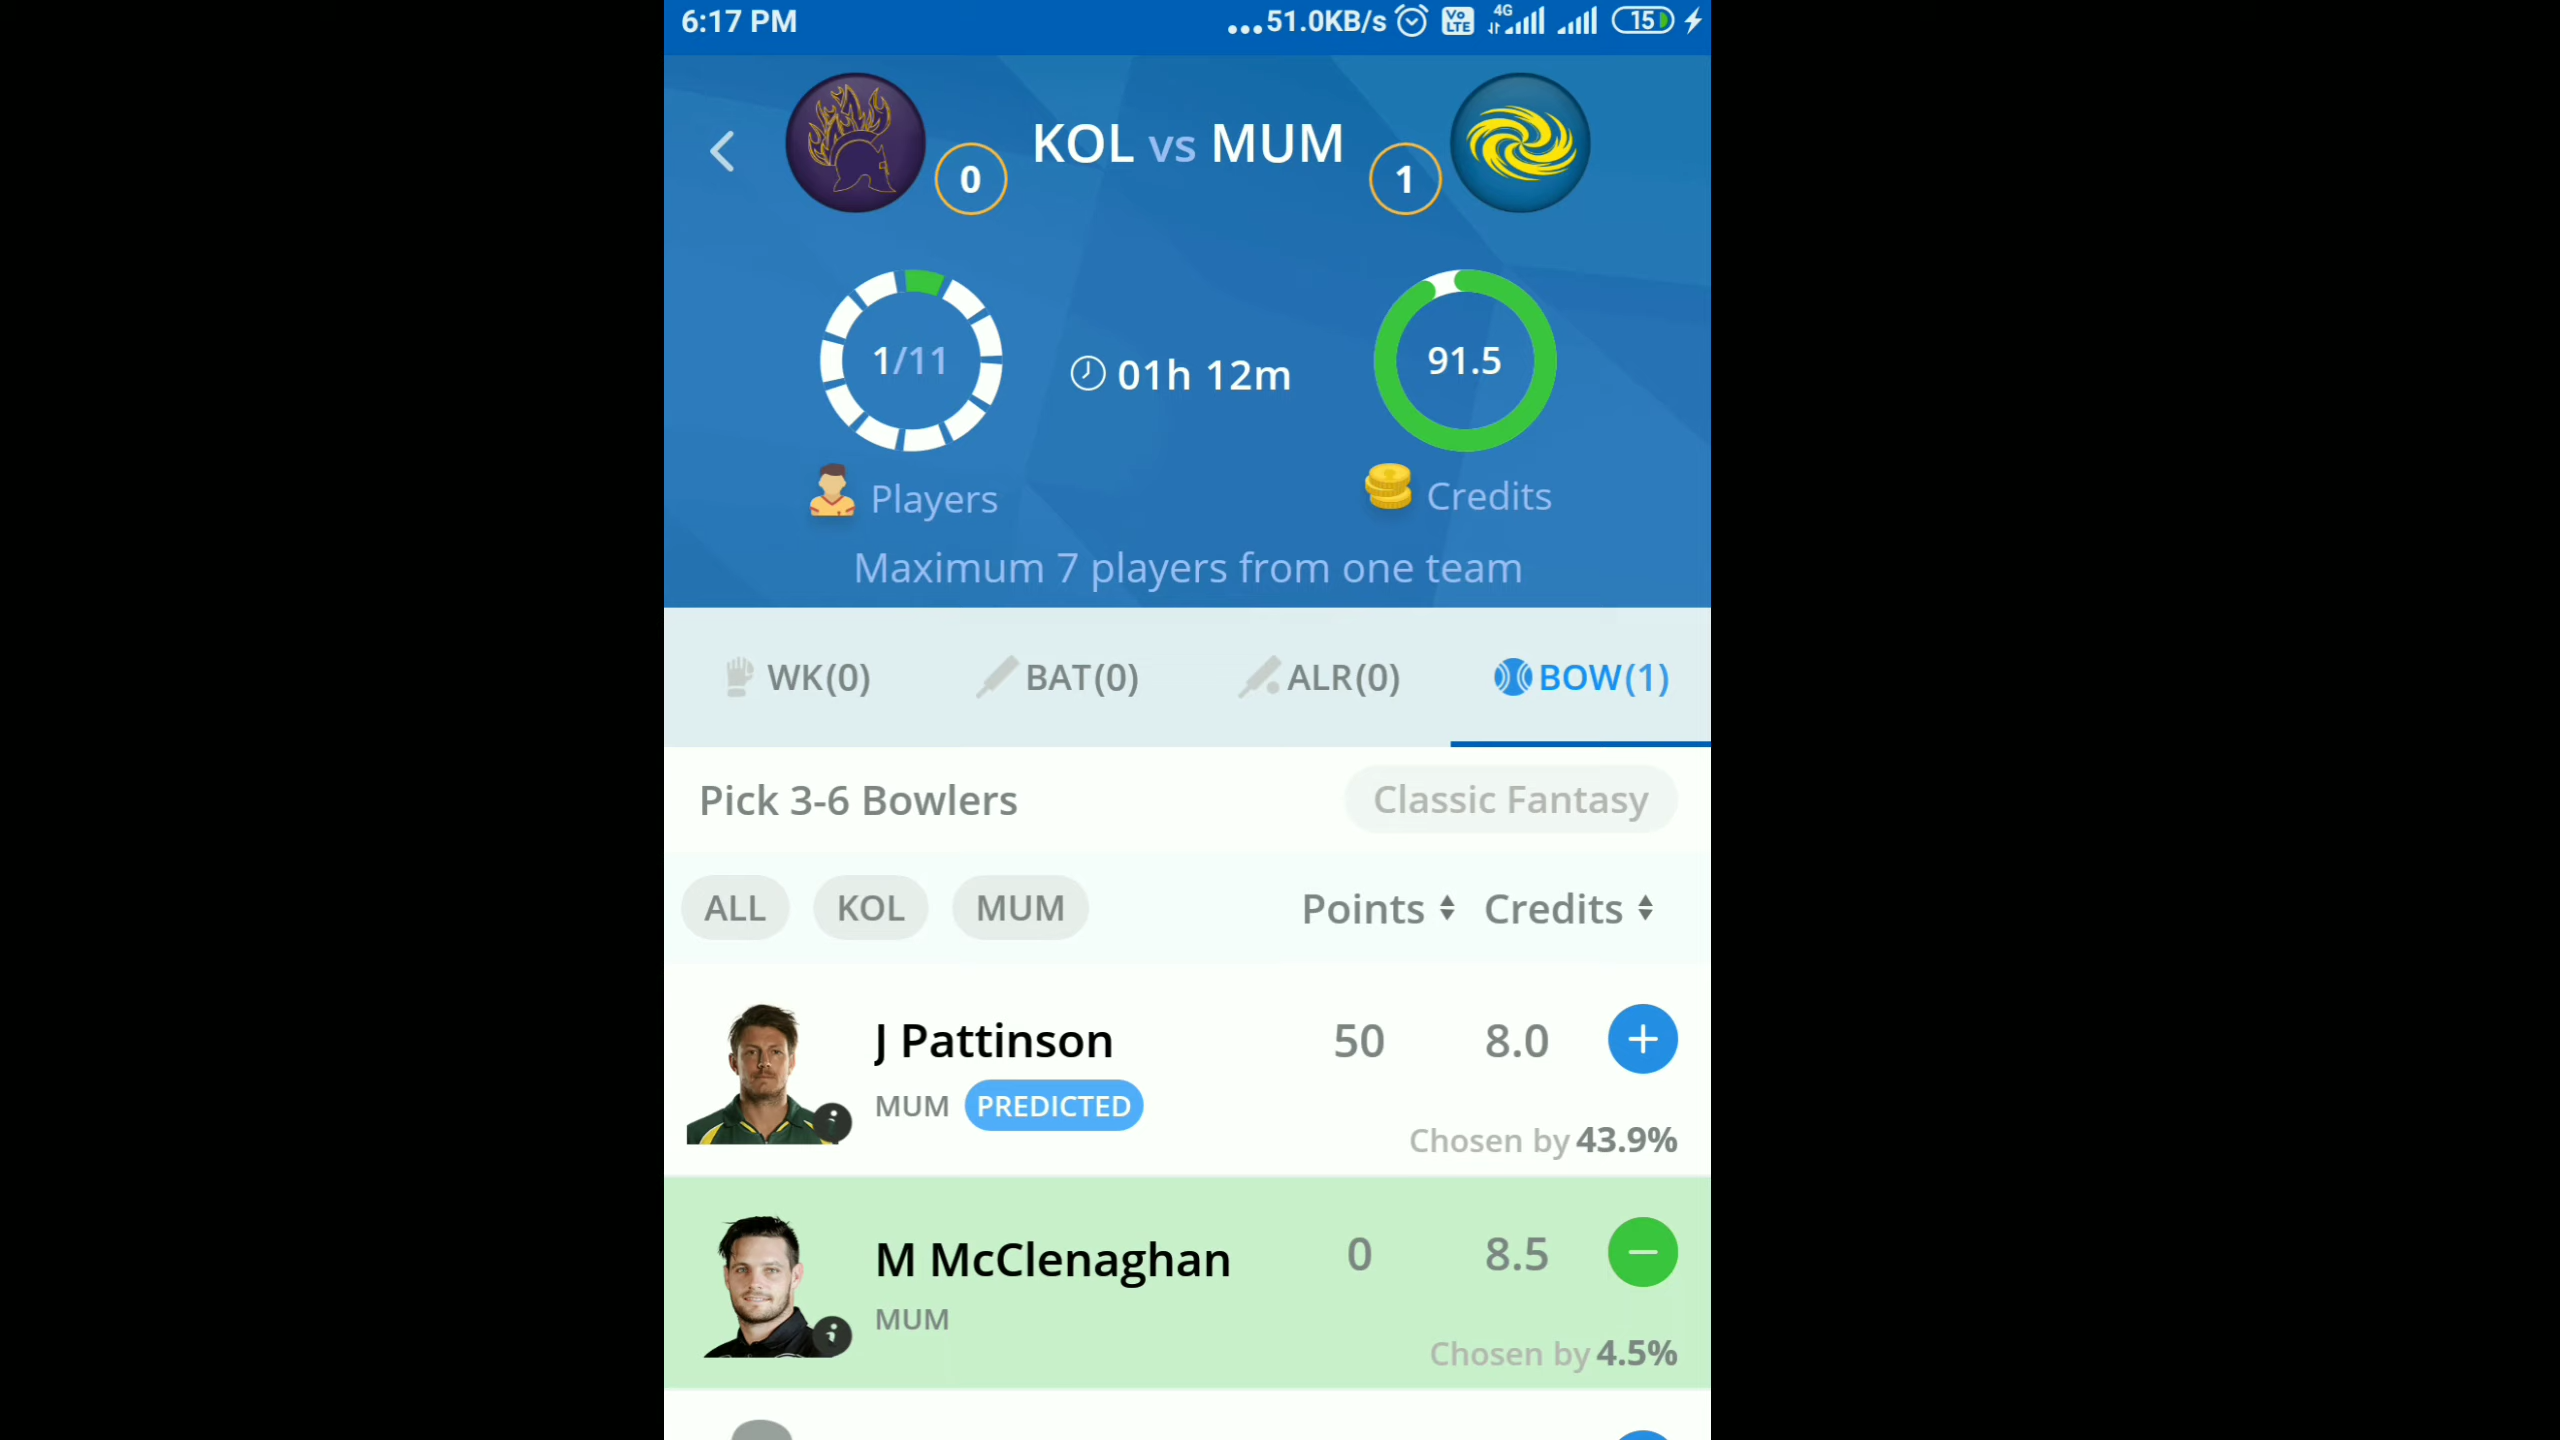 6:17 PM
...51.0KB/s Vo LTE 4G 15
KOL vs MUM
0
1
1/11
01h 12m
91.5
Players
Credits
Maximum 7 players from one team
WK(0) BAT(0) ALR(0) BOW(1)
Pick 3-6 Bowlers
Classic Fantasy
ALL KOL MUM Points Credits
J Pattinson 50 8.0
MUM PREDICTED
Chosen by 43.9%
M McClenaghan 0 8.5
MUM
Chosen by 4.5%